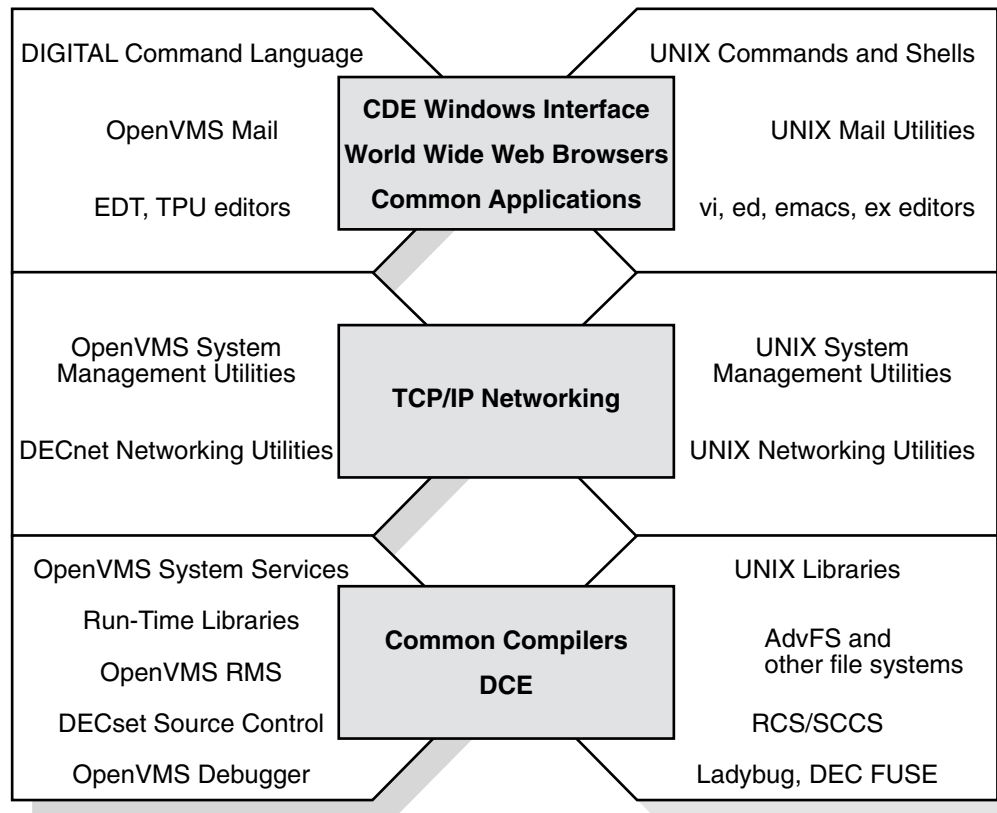 DIGITAL Command Language
OpenVMS Mail
EDT, TPU editors
CDE Windows Interface
World Wide Web Browsers
Common Applications
UNIX Commands and Shells
UNIX Mail Utilities
vi, ed, emacs, ex editors
OpenVMS System
Management Utilities
DECnet Networking Utilities
TCP/IP Networking
UNIX System
Management Utilities
UNIX Networking Utilities
OpenVMS System Services
Run-Time Libraries
OpenVMS RMS
DECset Source Control
OpenVMS Debugger
Common Compilers
DCE
UNIX Libraries
AdvFS and
other file systems
RCS/SCCS
Ladybug, DEC FUSE